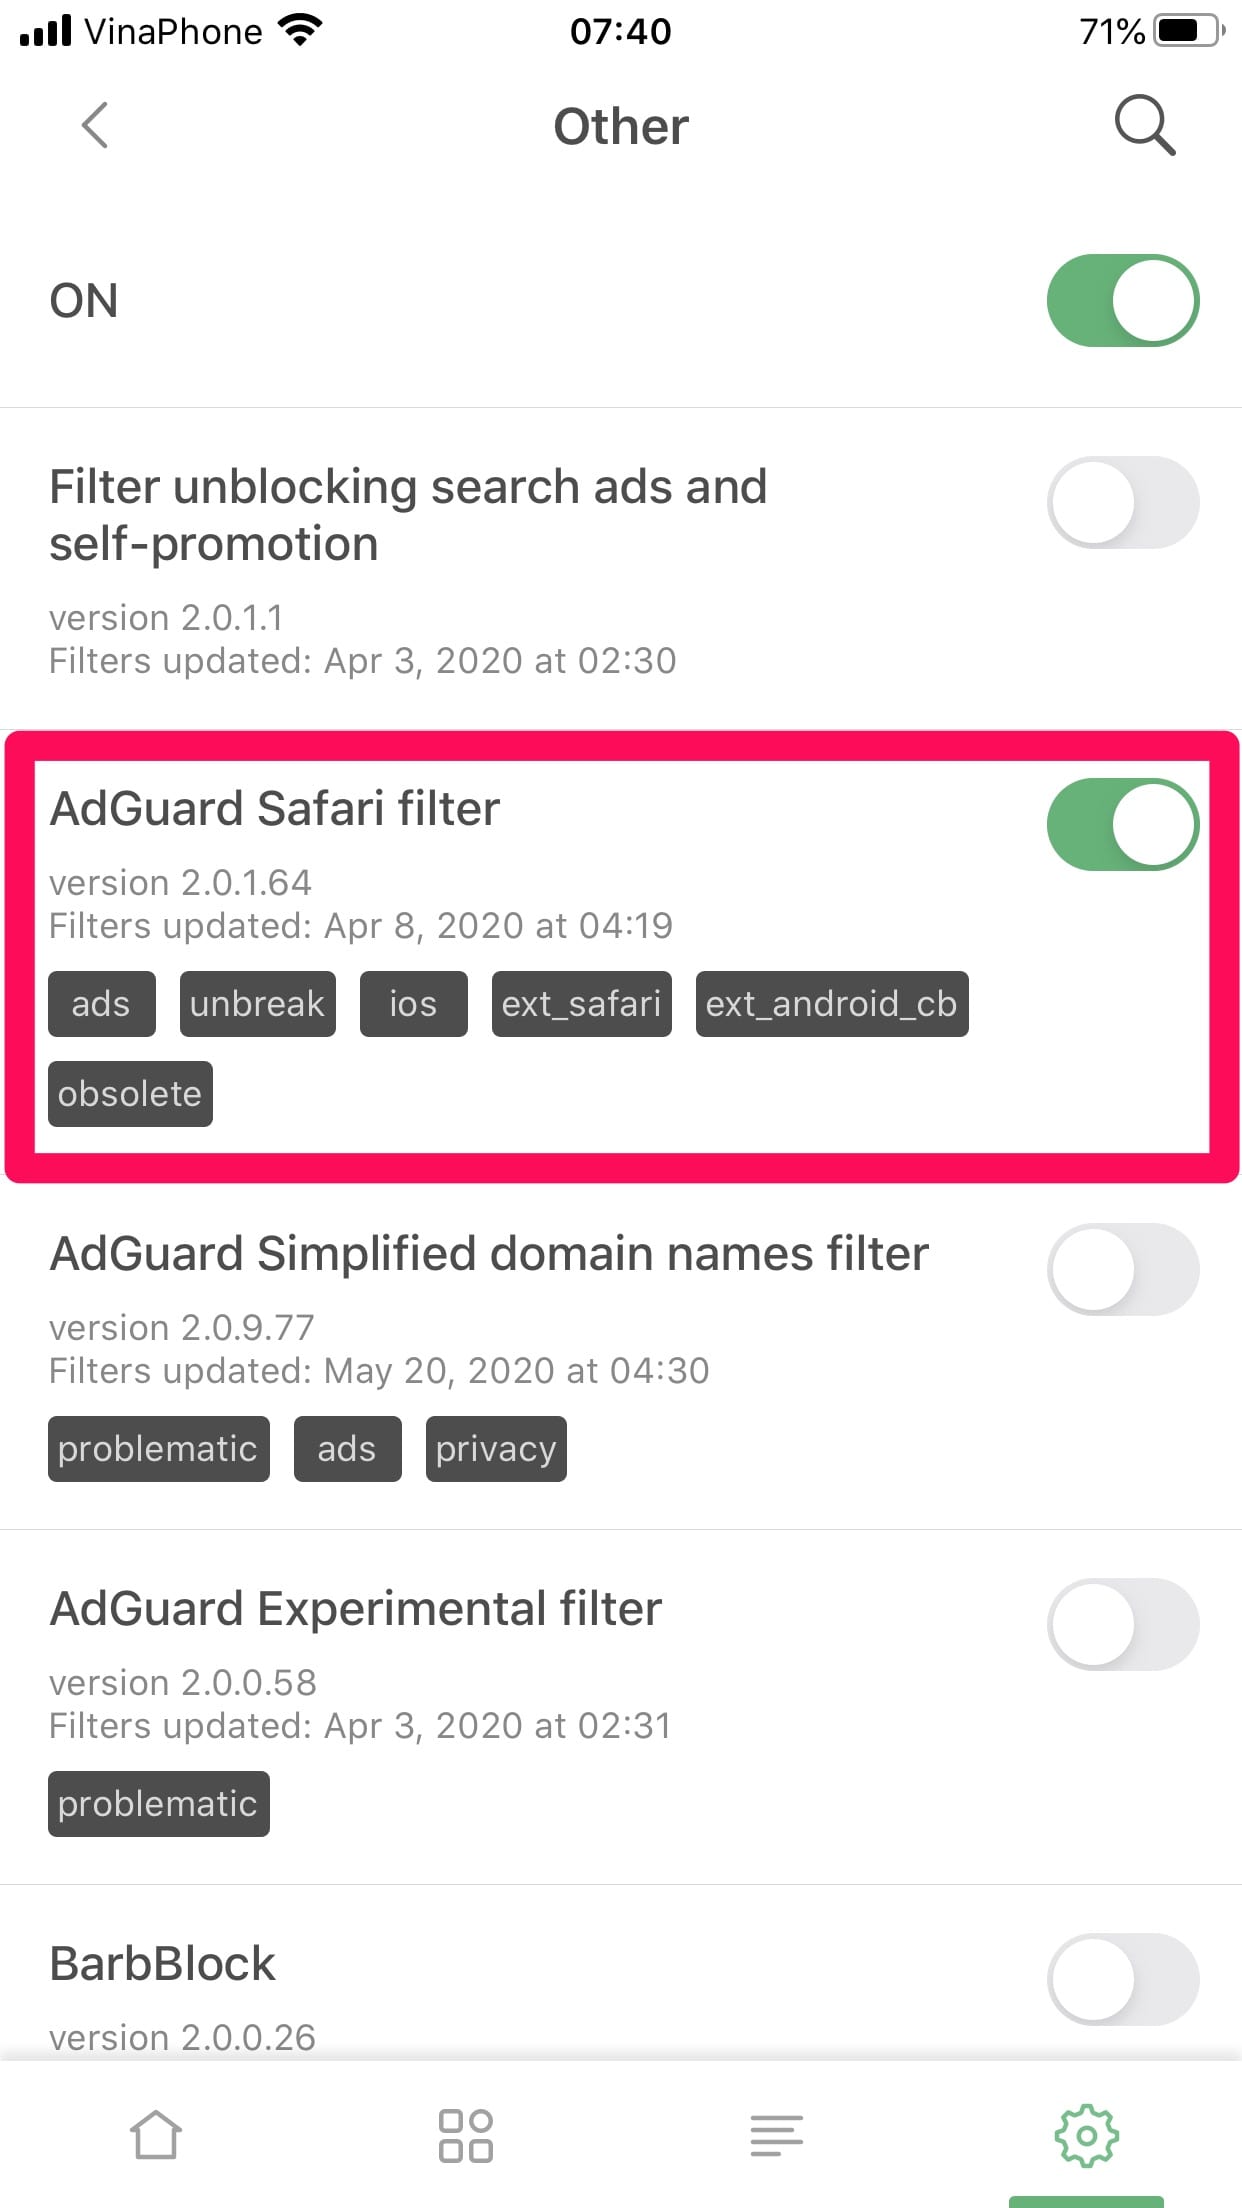 VinaPhone 07:40 71%
Other
ON
Filter unblocking search ads and
self-promotion
version 2.0.1.1
Filters updated: Apr 3, 2020 at 02:30
AdGuard Safari filter
version 2.0.1.64
Filters updated: Apr 8, 2020 at 04:19
ads unbreak ios ext_safari ext_android_cb
obsolete
AdGuard Simplified domain names filter
version 2.0.9.77
Filters updated: May 20, 2020 at 04:30
problematic ads privacy
AdGuard Experimental filter
version 2.0.0.58
Filters updated: Apr 3, 2020 at 02:31
problematic
BarbBlock
version 2.0.0.26